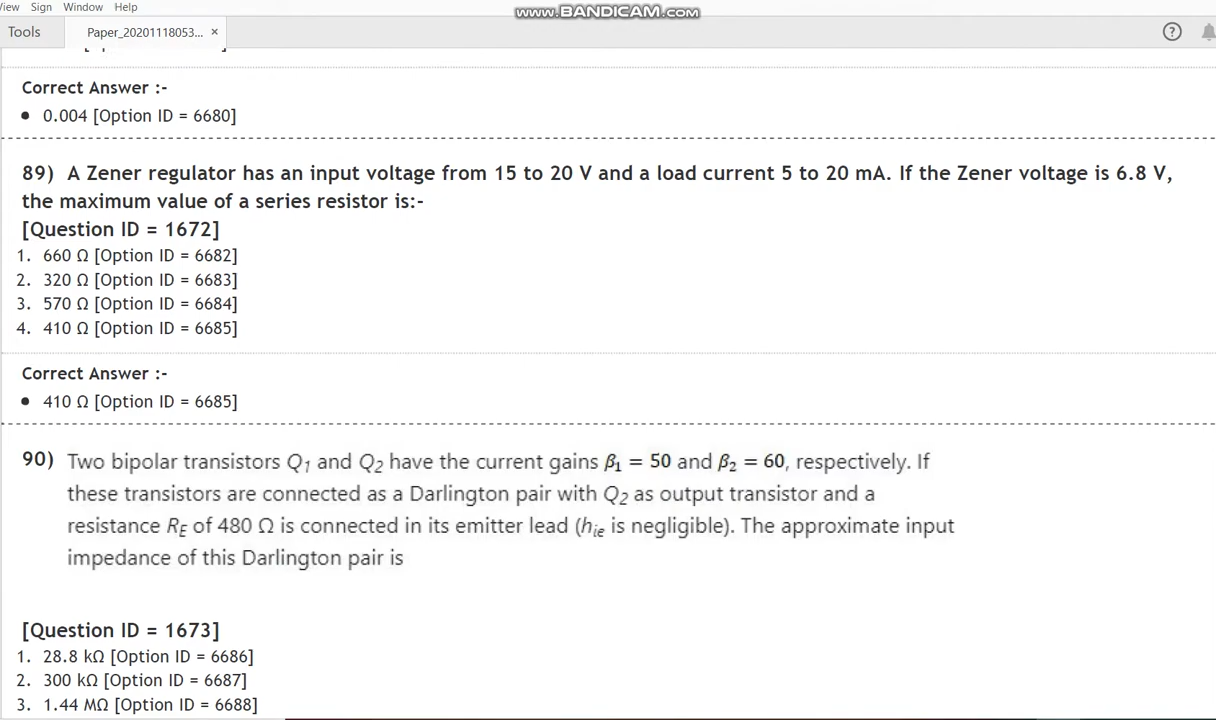 View Sign Window Help
www.BANDICAM.com
Tools
Paper_20201118053... ×
?
Correct Answer :-
• 0.004 [Option ID = 6680]
89) A Zener regulator has an input voltage from 15 to 20 V and a load current 5 to 20 mA. If the Zener voltage is 6.8 V,
the maximum value of a series resistor is:-
[Question ID = 1672]
1. 660 Ω [Option ID = 6682]
2. 320 Ω [Option ID = 6683]
3. 570 Ω [Option ID = 6684]
4. 410 Ω [Option ID = 6685]
Correct Answer :-
• 410 Ω [Option ID = 6685]
90) Two bipolar transistors Q₁ and Q₂ have the current gains β₁ = 50 and β₂ = 60, respectively. If
these transistors are connected as a Darlington pair with Q₂ as output transistor and a
resistance R_E of 480 Ω is connected in its emitter lead (h_ie is negligible). The approximate input
impedance of this Darlington pair is
[Question ID = 1673]
1. 28.8 kΩ [Option ID = 6686]
2. 300 kΩ [Option ID = 6687]
3. 1.44 MΩ [Option ID = 6688]